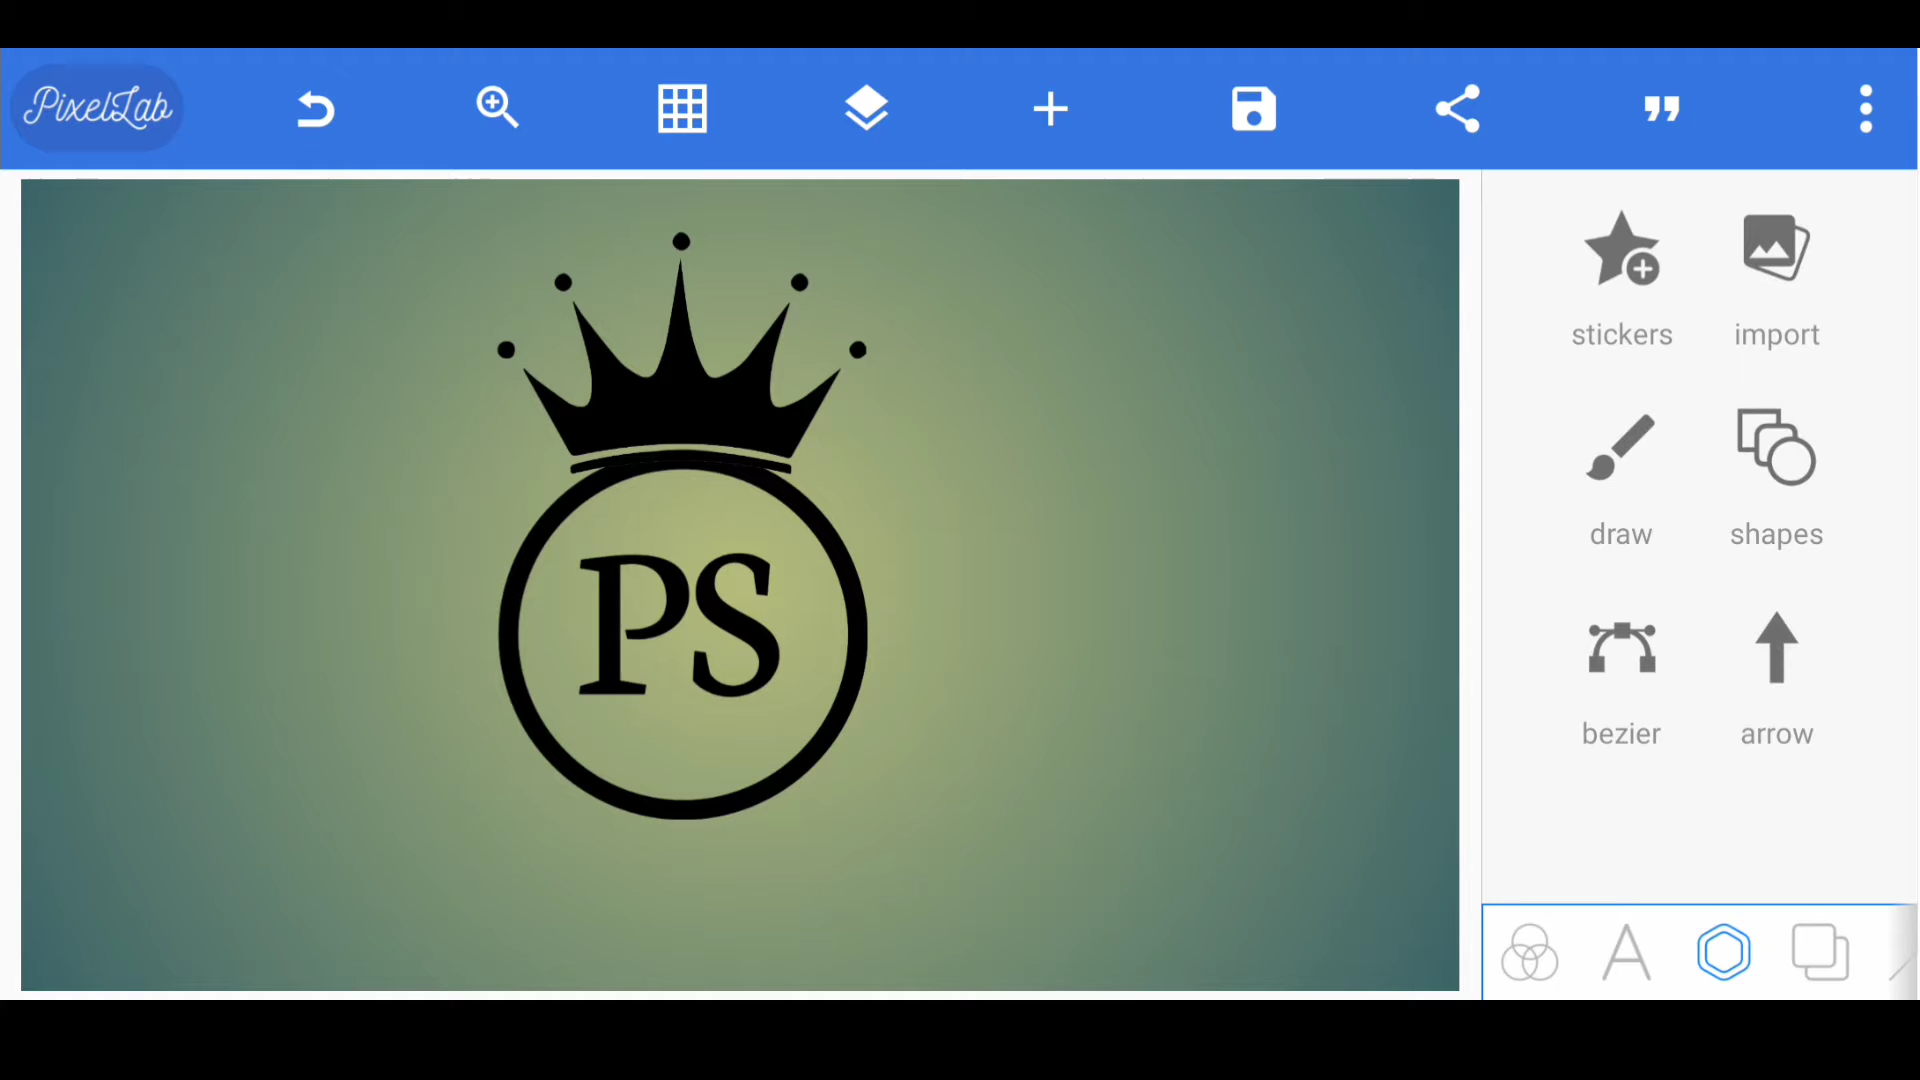 PixelLab
PS
stickers
import
draw
shapes
bezier
arrow